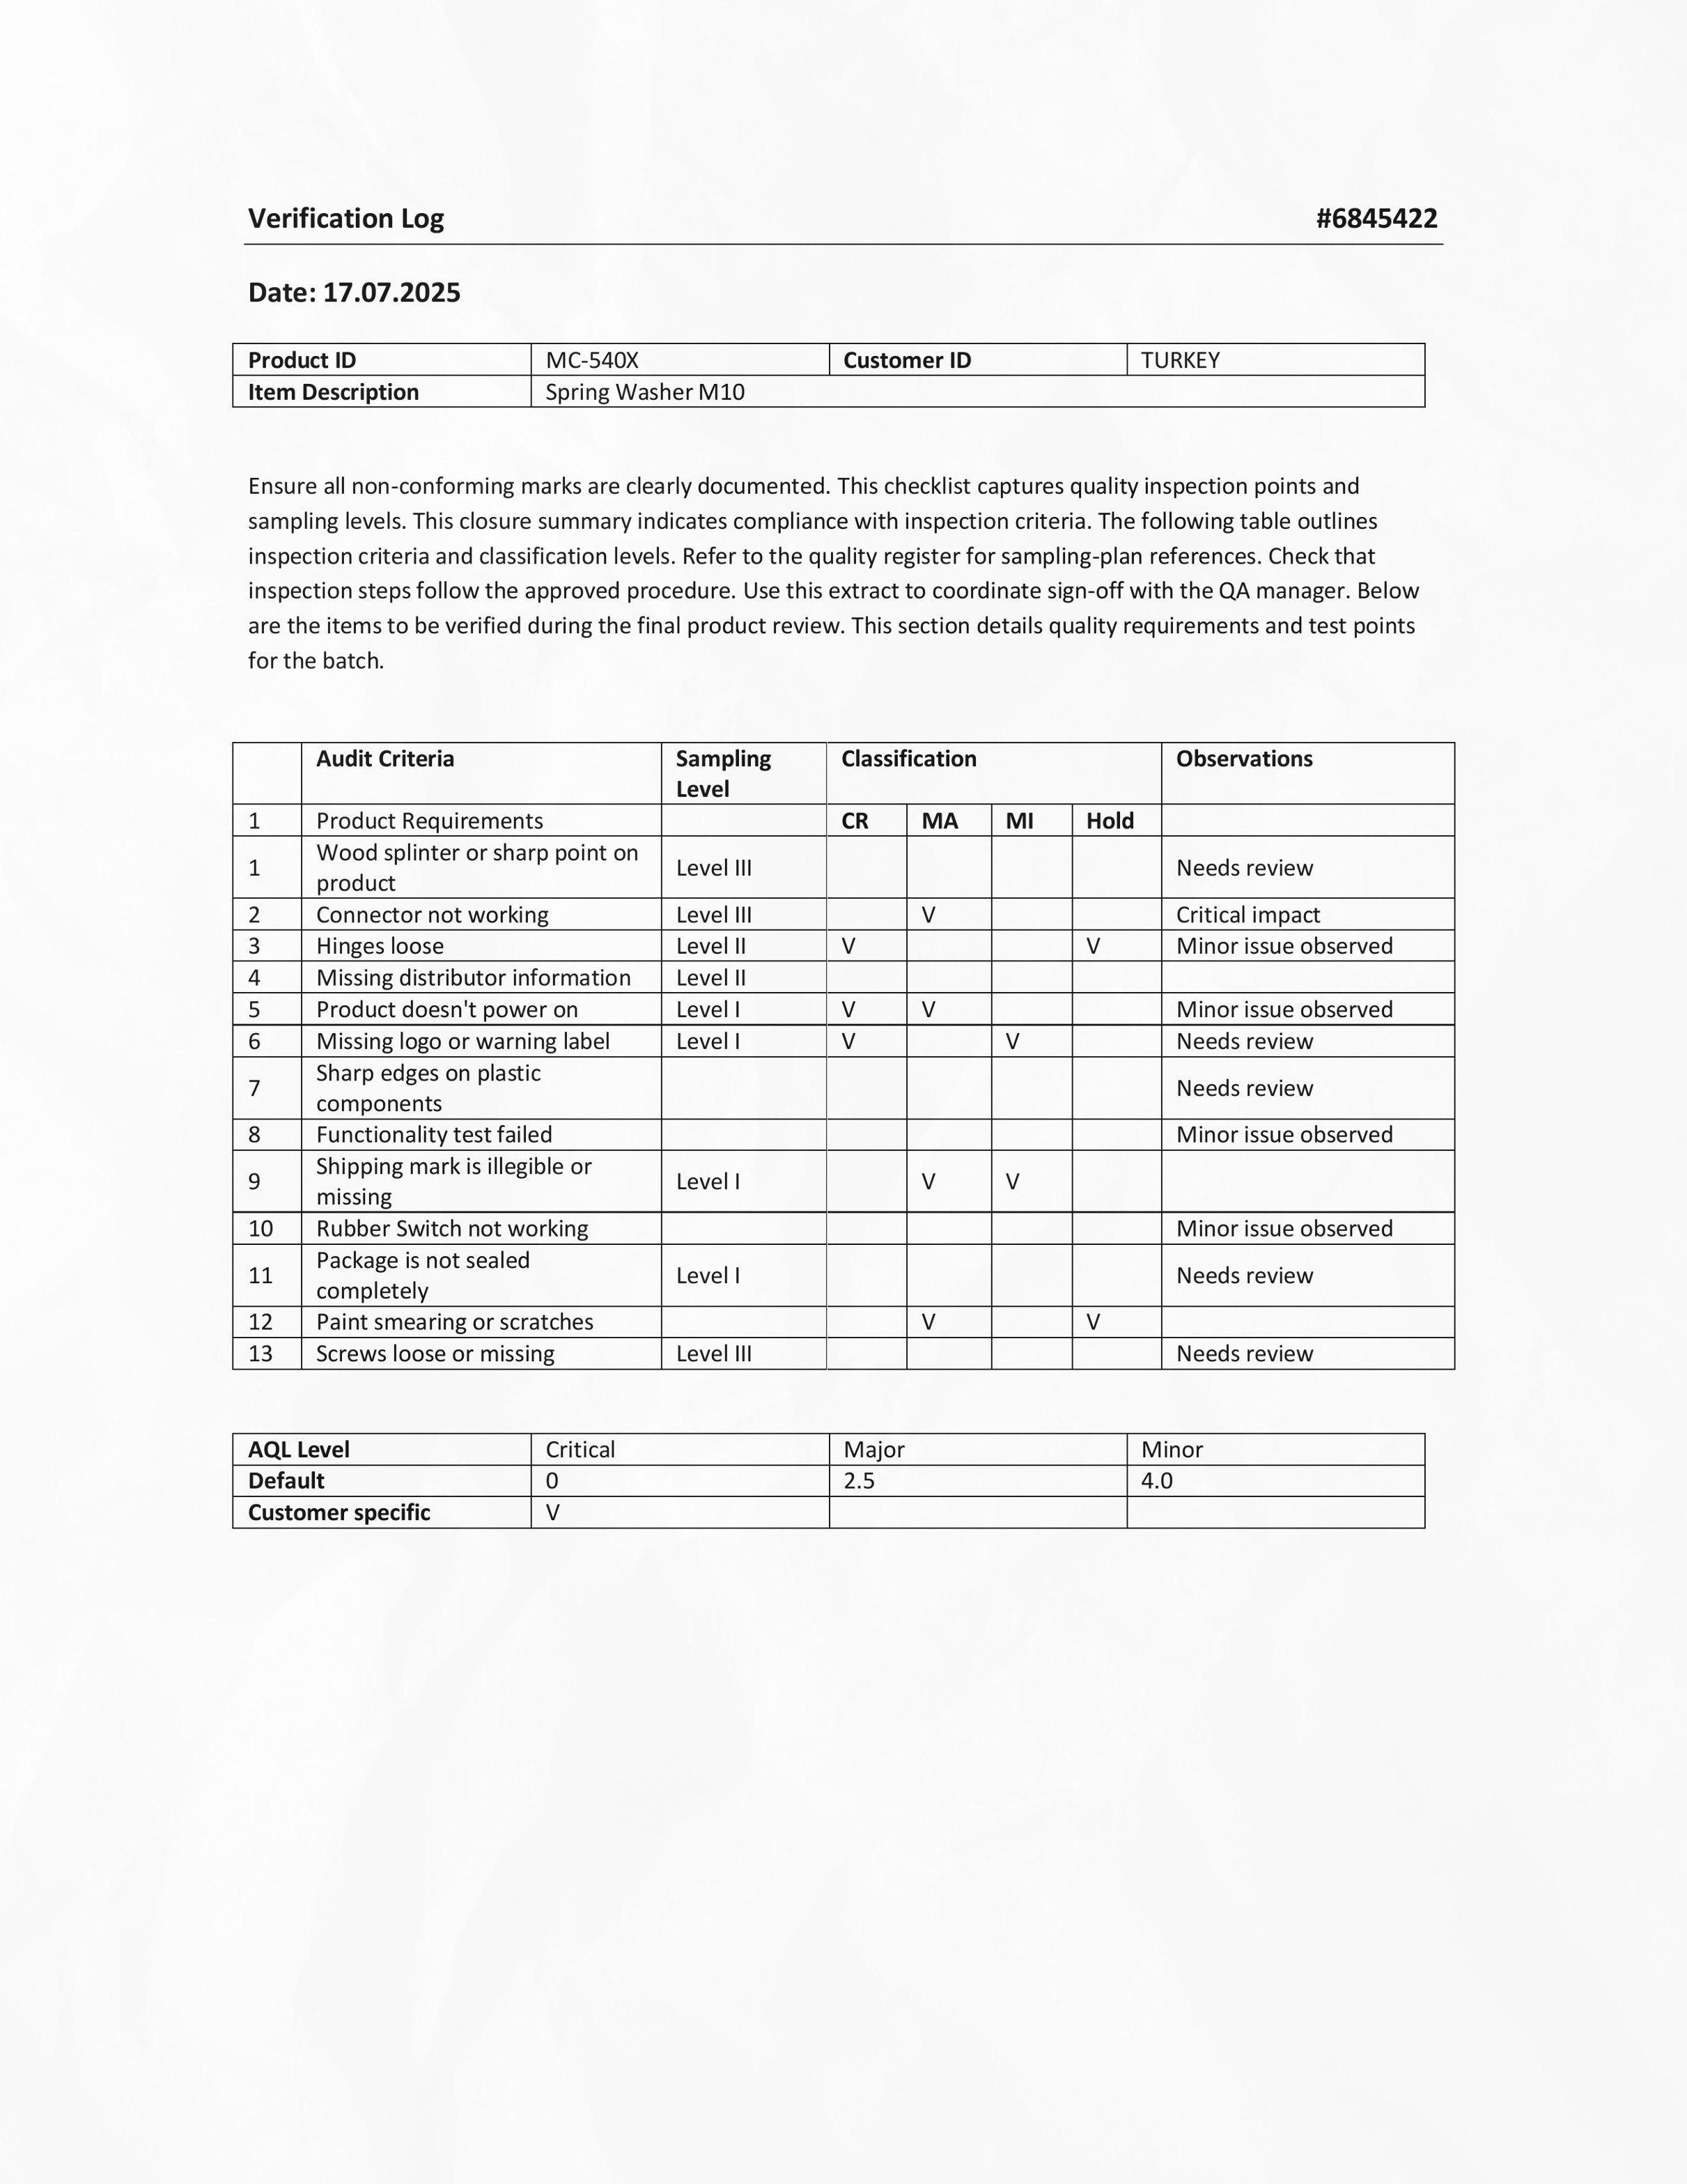 Verification Log #6845422
Date: 17.07.2025
Product ID MC-540X Customer ID TURKEY
Item Description Spring Washer M10
Ensure all non-conforming marks are clearly documented. This checklist captures quality inspection points and
sampling levels. This closure summary indicates compliance with inspection criteria. The following table outlines
inspection criteria and classification levels. Refer to the quality register for sampling-plan references. Check that
inspection steps follow the approved procedure. Use this extract to coordinate sign-off with the QA manager. Below
are the items to be verified during the final product review. This section details quality requirements and test points
for the batch.
Audit Criteria Sampling Level Classification Observations
1 Product Requirements CR MA MI Hold
1 Wood splinter or sharp point on product Level III Needs review
2 Connector not working Level III V Critical impact
3 Hinges loose Level II V V Minor issue observed
4 Missing distributor information Level II
5 Product doesn't power on Level I V V Minor issue observed
6 Missing logo or warning label Level I V V Needs review
7 Sharp edges on plastic components Needs review
8 Functionality test failed Minor issue observed
9 Shipping mark is illegible or missing Level I V V
10 Rubber Switch not working Minor issue observed
11 Package is not sealed completely Level I Needs review
12 Paint smearing or scratches V V
13 Screws loose or missing Level III Needs review
AQL Level Critical Major Minor
Default 0 2.5 4.0
Customer specific V